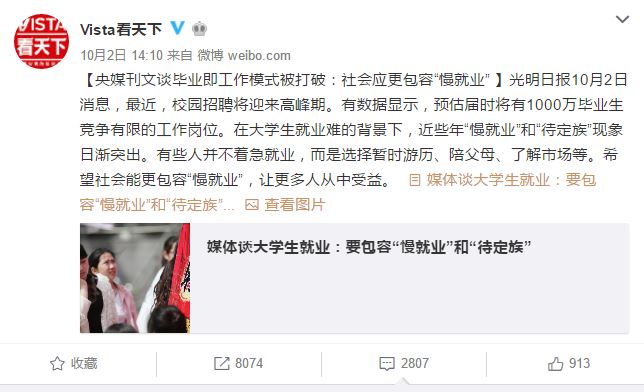 VISTA
看天下
Vista看天下
10月2日 14:10 来自 微博 weibo.com
【央媒刊文谈毕业即工作模式被打破：社会应更包容“慢就业” 】光明日报10月2日
消息，最近，校园招聘将迎来高峰期。有数据显示，预估届时将有1000万毕业生
竞争有限的工作岗位。在大学生就业难的背景下，近些年“慢就业”和“待定族”现象
日渐突出。有些人并不着急就业，而是选择暂时游历、陪父母、了解市场等。希
望社会能更包容“慢就业”，让更多人从中受益。 媒体谈大学生就业：要包
容“慢就业”和“待定族”... 查看图片
媒体谈大学生就业：要包容“慢就业”和“待定族”
收藏 8074 2807 913